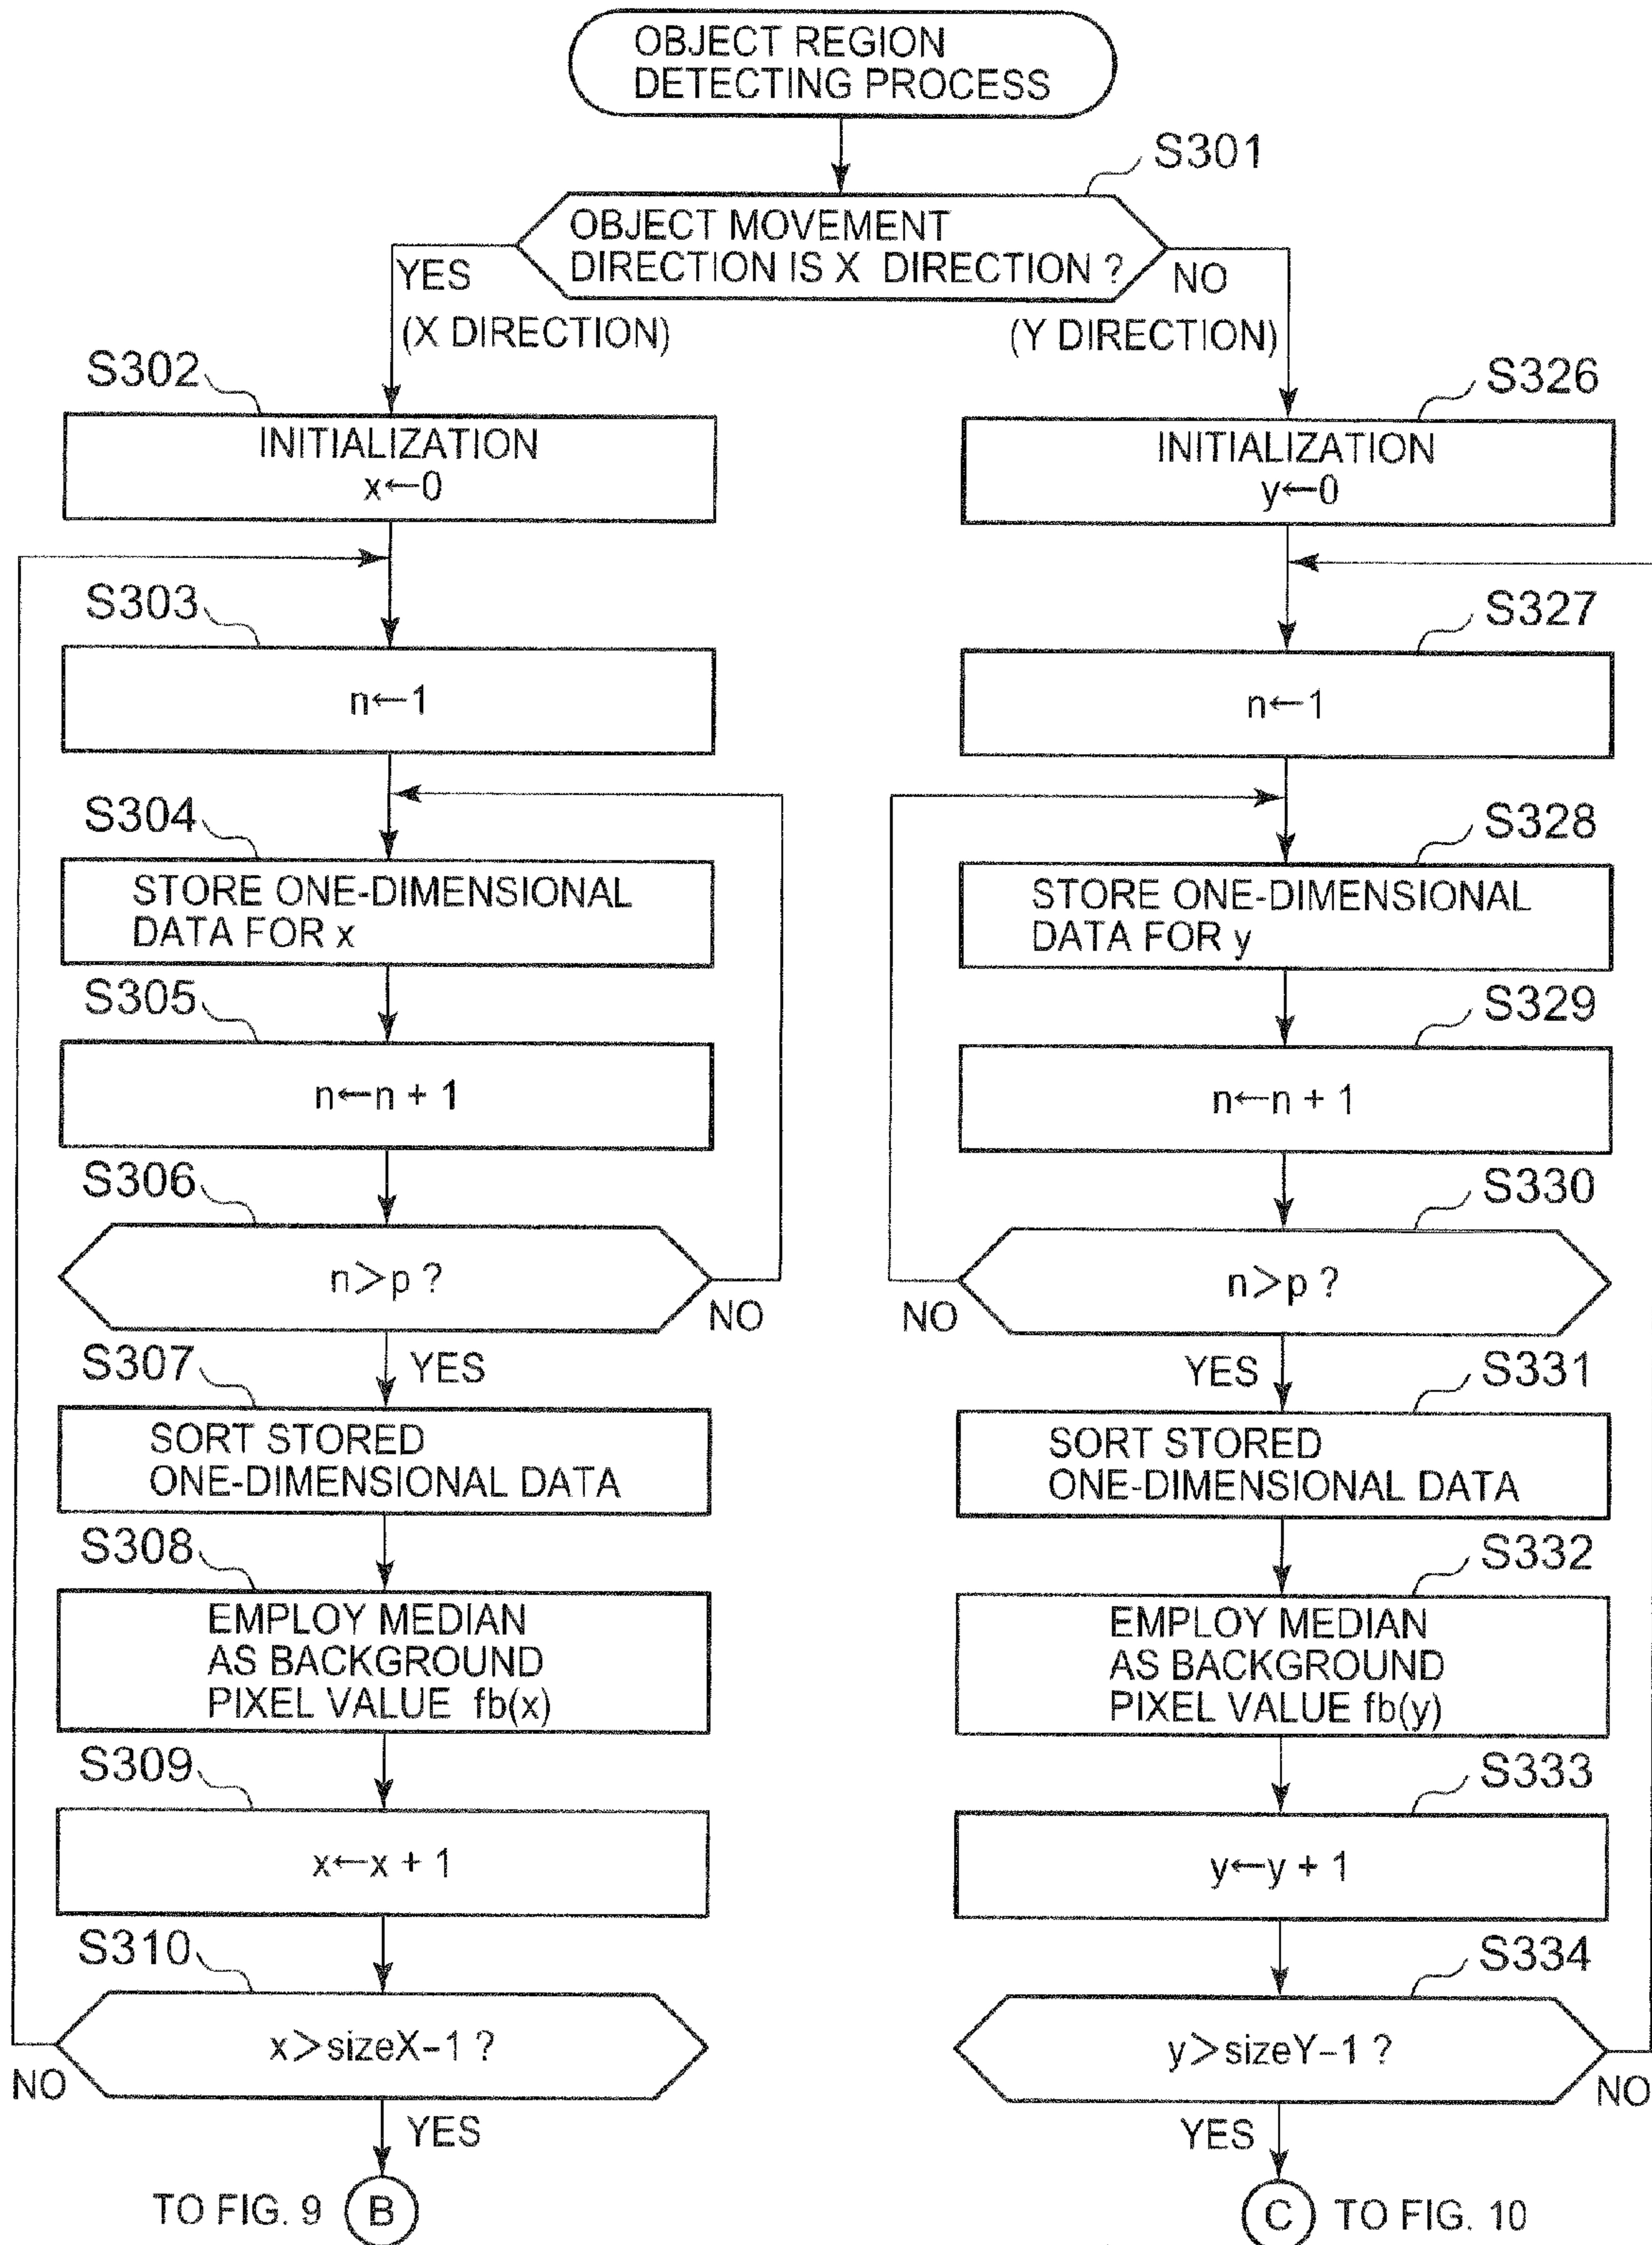 OBJECT REGION
DETECTING PROCESS
S301
OBJECT MOVEMENT
DIRECTION IS X DIRECTION ?
YES
(X DIRECTION)
NO
(Y DIRECTION)
S302
INITIALIZATION
x←0
S303
n←1
S304
STORE ONE-DIMENSIONAL
DATA FOR x
S305
n←n + 1
S306
n>p ?
NO
YES
S307
SORT STORED
ONE-DIMENSIONAL DATA
S308
EMPLOY MEDIAN
AS BACKGROUND
PIXEL VALUE fb(x)
S309
x←x + 1
S310
x>sizeX-1 ?
NO
YES
TO FIG. 9 B
S326
INITIALIZATION
y←0
S327
n←1
S328
STORE ONE-DIMENSIONAL
DATA FOR y
S329
n←n + 1
S330
n>p ?
NO
YES
S331
SORT STORED
ONE-DIMENSIONAL DATA
S332
EMPLOY MEDIAN
AS BACKGROUND
PIXEL VALUE fb(y)
S333
y←y + 1
S334
y>sizeY-1 ?
NO
YES
C TO FIG. 10